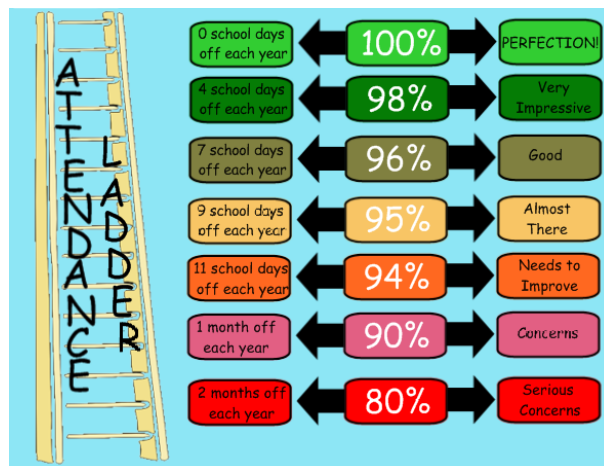 ATTENDANCE
LADDER
0 school days
off each year
100%
PERFECTION!
4 school days
off each year
98%
Very
Impressive
7 school days
off each year
96%
Good
9 school days
off each year
95%
Almost
There
11 school days
off each year
94%
Needs to
Improve
1 month off
each year
90%
Concerns
2 months off
each year
80%
Serious
Concerns